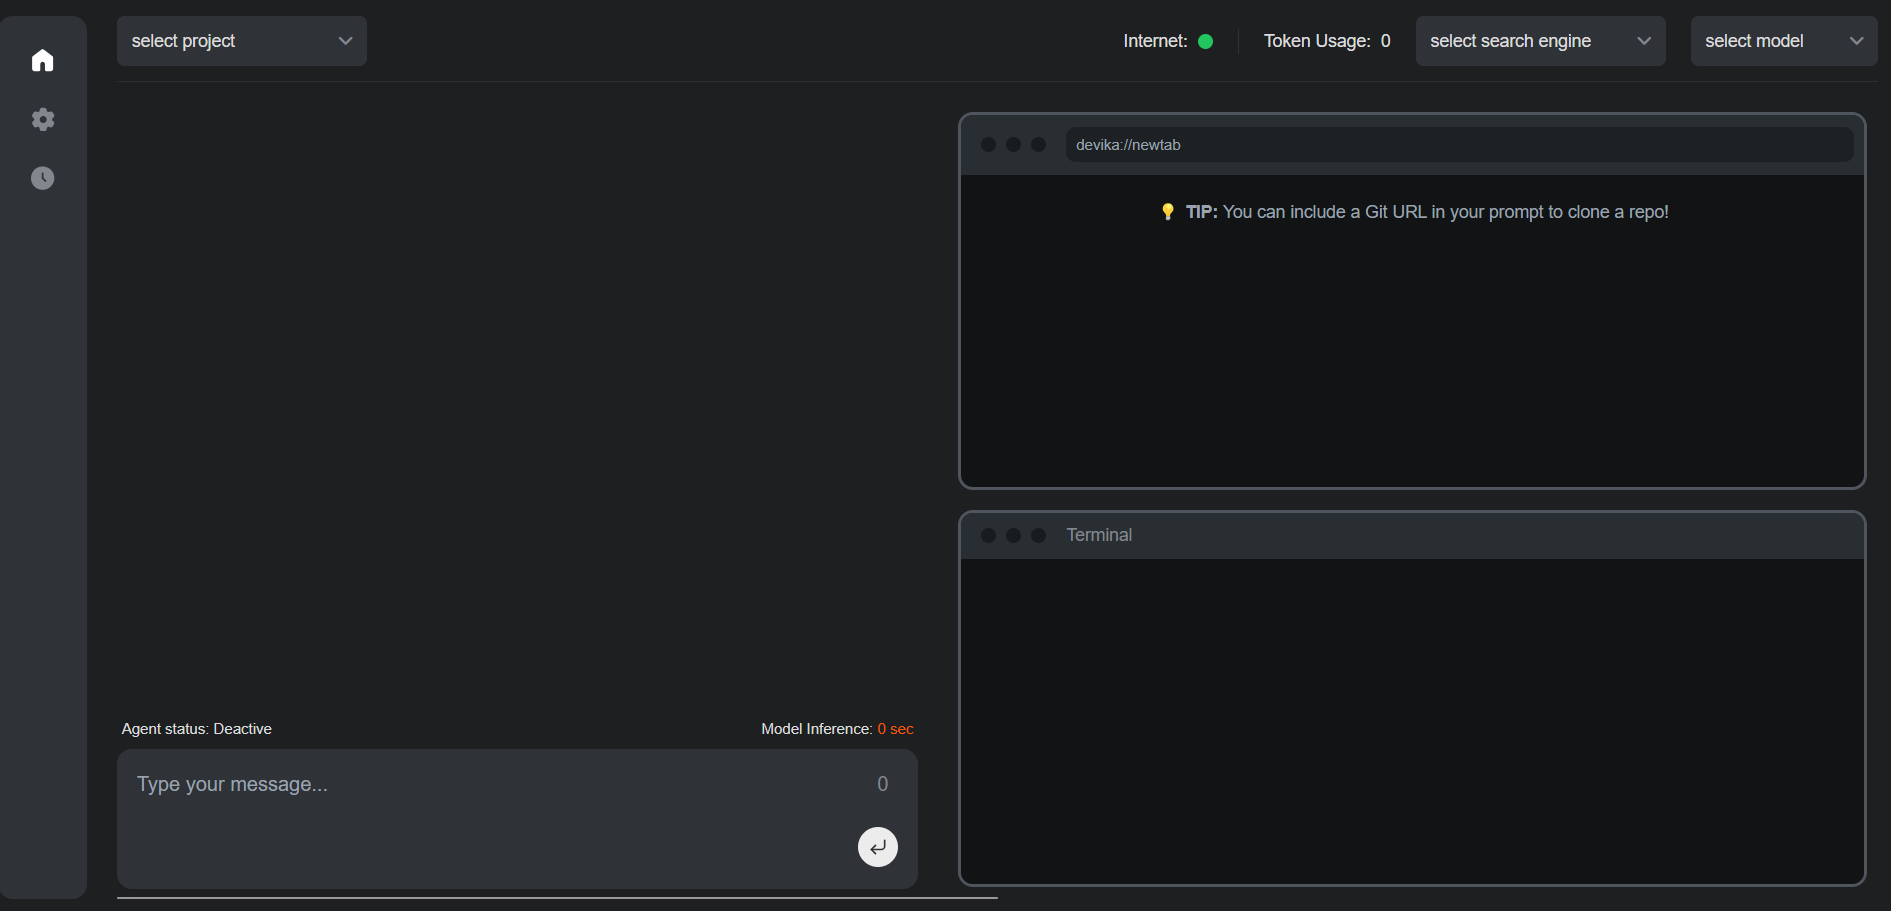 select project
Internet:
Token Usage: 0
select search engine
select model
devika://newtab
💡 TIP: You can include a Git URL in your prompt to clone a repo!
Terminal
Agent status: Deactive
Model Inference: 0 sec
Type your message...
0